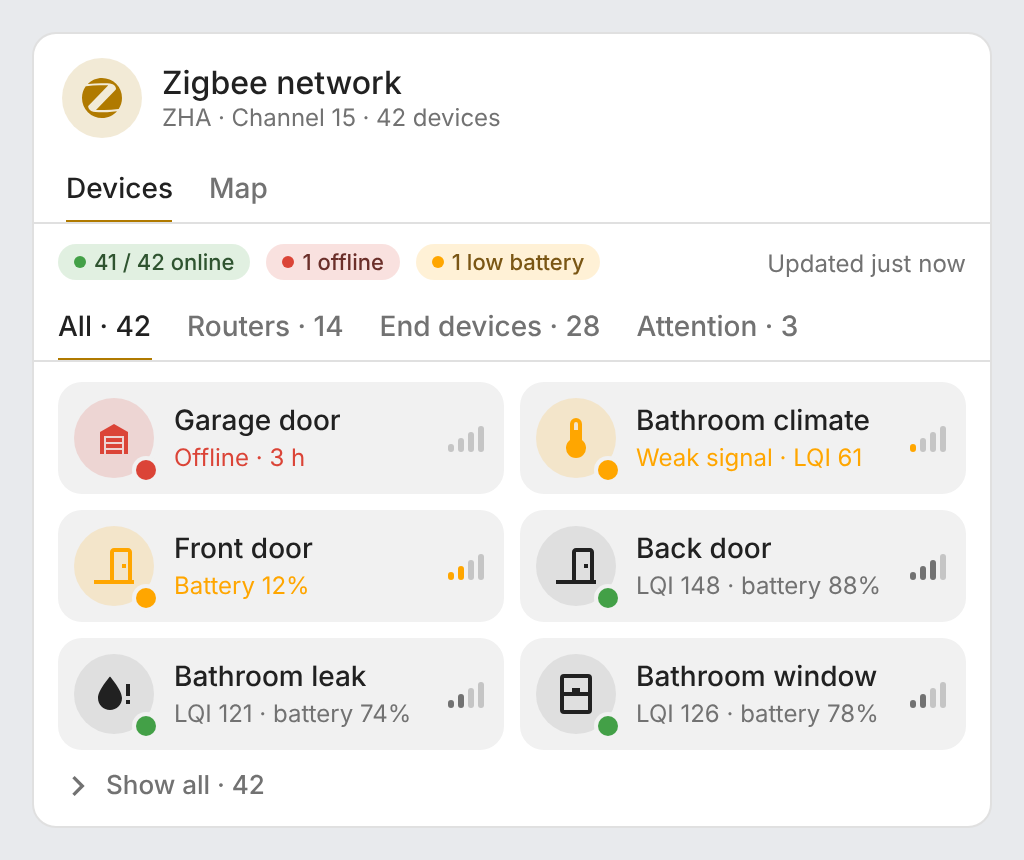 Zigbee network
ZHA · Channel 15 · 42 devices
Devices Map
41 / 42 online 1 offline 1 low battery Updated just now
All · 42 Routers · 14 End devices · 28 Attention · 3
Garage door
Offline · 3 h
Bathroom climate
Weak signal · LQI 61
Front door
Battery 12%
Back door
LQI 148 · battery 88%
Bathroom leak
LQI 121 · battery 74%
Bathroom window
LQI 126 · battery 78%
Show all · 42